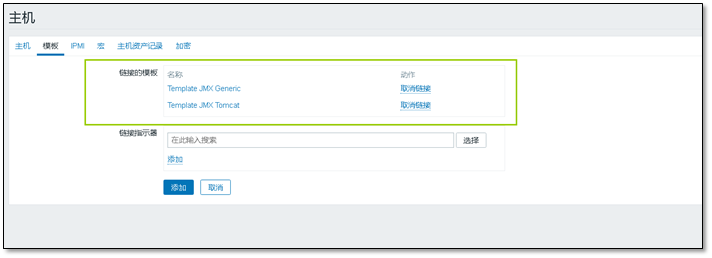 主机
主机 模板 IPMI 宏 主机资产记录 加密
链接的模板 名称 动作
Template JMX Generic 取消链接
Template JMX Tomcat 取消链接
链接指示器 在此输入搜索 选择
添加
添加 取消